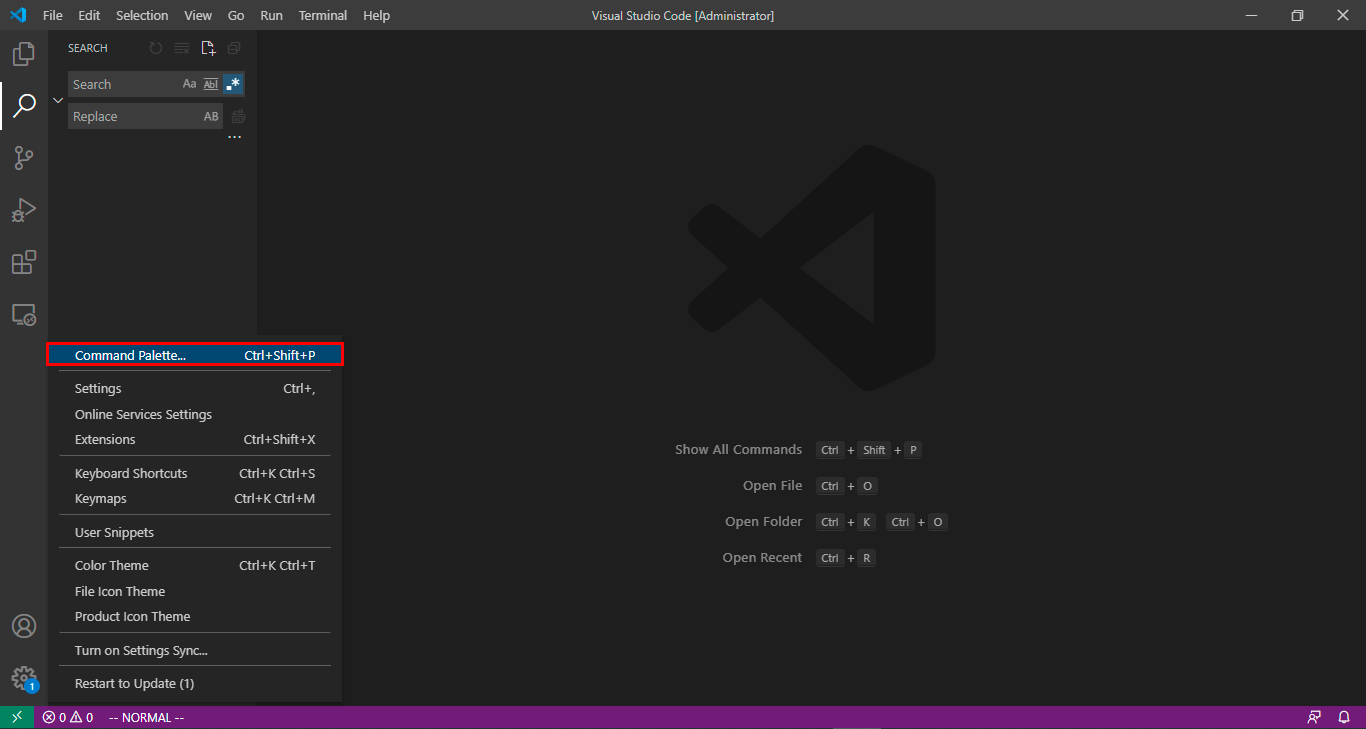 File Edit Selection View Go Run Terminal Help Visual Studio Code [Administrator]
SEARCH
Search Aa Abl .*
Replace AB
...
Command Palette... Ctrl+Shift+P
Settings Ctrl+,
Online Services Settings
Extensions Ctrl+Shift+X
Keyboard Shortcuts Ctrl+K Ctrl+S
Keymaps Ctrl+K Ctrl+M
User Snippets
Color Theme Ctrl+K Ctrl+T
File Icon Theme
Product Icon Theme
Turn on Settings Sync...
Restart to Update (1)
Show All Commands Ctrl + Shift + P
Open File Ctrl + O
Open Folder Ctrl + K Ctrl + O
Open Recent Ctrl + R
1
0 0 -- NORMAL --